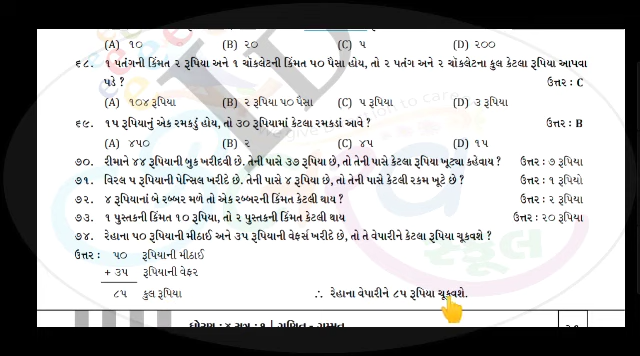 (A) ૧૦ (B) ૨૦ (C) ૫ (D) ૨૦૦
૬૮. ૧ પતંગની કિંમત ૨ રૂપિયા અને ૧ ચૉકલેટની કિંમત ૫૦ પૈસા હોય, તો ૨ પતંગ અને ૨ ચૉકલેટના કુલ કેટલા રૂપિયા આપવા
પડે ? ઉત્તર : C
(A) ૧૦૪ રૂપિયા (B) ૨ રૂપિયા ૫૦ પૈસા (C) ૫ રૂપિયા (D) ૩ રૂપિયા
૬૯. ૧૫ રૂપિયાનું એક રમકડું હોય, તો ૩૦ રૂપિયામાં કેટલા રમકડાં આવે ? ઉત્તર : B
(A) ૪૫૦ (B) ૨ (C) ૪૫ (D) ૧૫
૭૦. રીમાને ૪૪ રૂપિયાની બુક ખરીદવી છે. તેની પાસે ૩૭ રૂપિયા છે, તો તેની પાસે કેટલા રૂપિયા ખૂટ્યા કહેવાય ? ઉત્તર : ૭ રૂપિયા
૭૧. વિરલ ૫ રૂપિયાની પેન્સિલ ખરીદે છે. તેની પાસે ૪ રૂપિયા છે, તો તેની પાસે કેટલી રકમ ખૂટે છે ? ઉત્તર : ૧ રૂપિયો
૭૨. ૪ રૂપિયાનાં બે રબ્બર મળે તો એક રબ્બરની કિંમત કેટલી થાય ? ઉત્તર : ૨ રૂપિયા
૭૩. ૧ પુસ્તકની કિંમત ૧૦ રૂપિયા, તો ૨ પુસ્તકની કિંમત કેટલી થાય ઉત્તર : ૨૦ રૂપિયા
૭૪. રેહાના ૫૦ રૂપિયાની મીઠાઈ અને ૩૫ રૂપિયાની વેફર્સ ખરીદે છે, તો તે વેપારીને કેટલા રૂપિયા ચૂકવશે ?
ઉત્તર : ૫૦ રૂપિયાની મીઠાઈ
+ ૩૫ રૂપિયાની વેફર
૮૫ કુલ રૂપિયા ∴ રેહાના વેપારીને ૮૫ રૂપિયા ચૂકવશે.